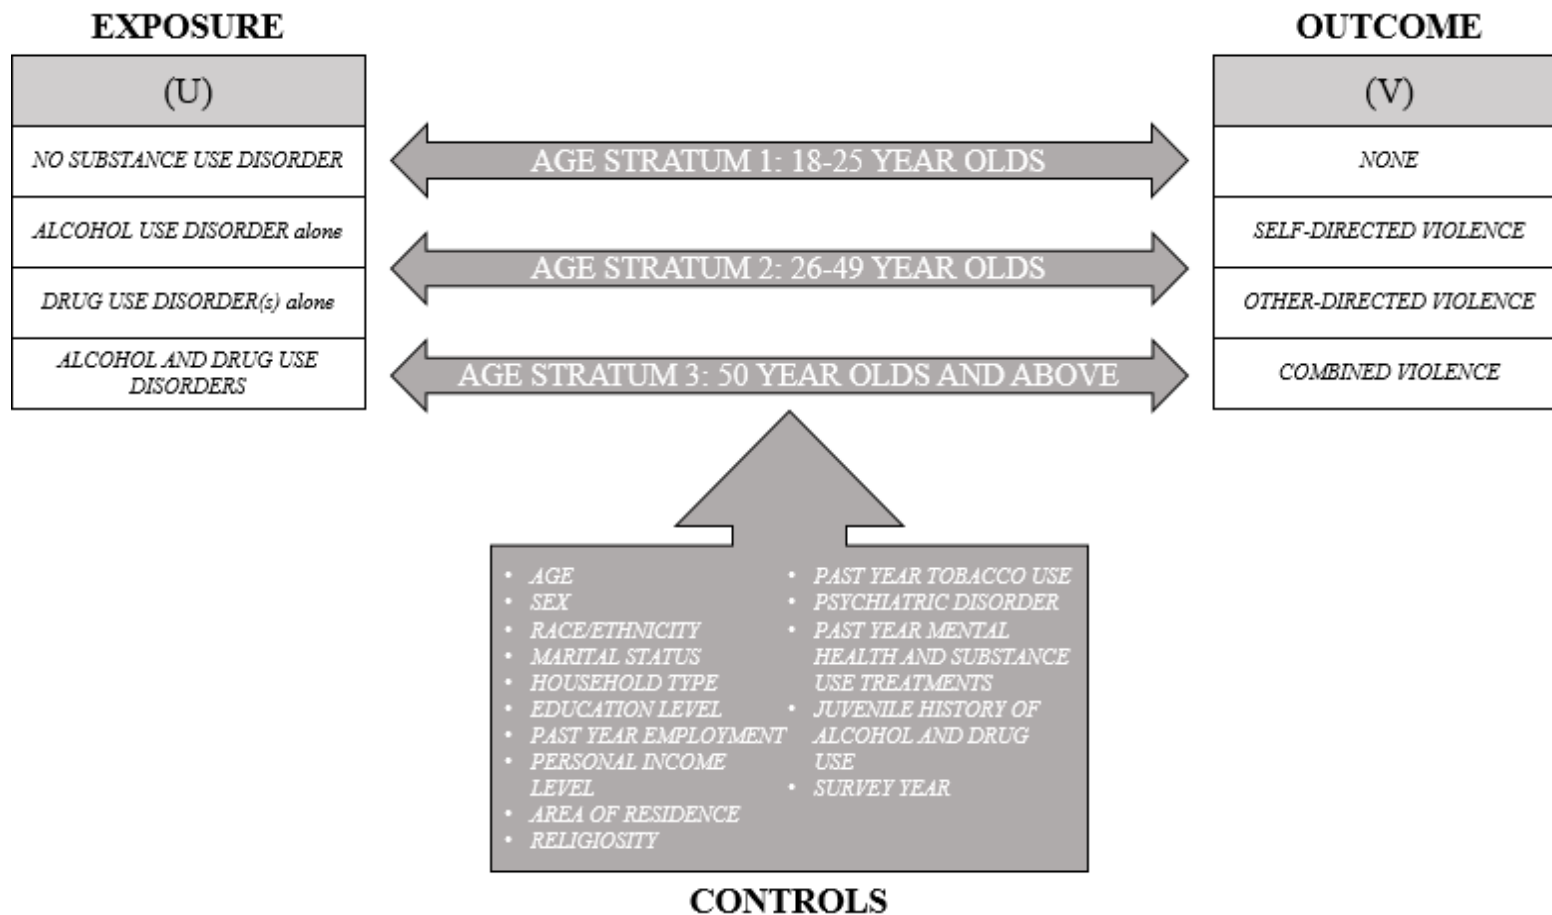 EXPOSURE
(U)
NO SUBSTANCE USE DISORDER
ALCOHOL USE DISORDER alone
DRUG USE DISORDER(s) alone
ALCOHOL AND DRUG USE
DISORDERS
AGE STRATUM 1: 18-25 YEAR OLDS
AGE STRATUM 2: 26-49 YEAR OLDS
AGE STRATUM 3: 50 YEAR OLDS AND ABOVE
OUTCOME
(V)
NONE
SELF-DIRECTED VIOLENCE
OTHER-DIRECTED VIOLENCE
COMBINED VIOLENCE
• AGE
• SEX
• RACE/ETHNICITY
• MARITAL STATUS
• HOUSEHOLD TYPE
• EDUCATION LEVEL
• PAST YEAR EMPLOYMENT
• PERSONAL INCOME
LEVEL
• AREA OF RESIDENCE
• RELIGIOSITY
• PAST YEAR TOBACCO USE
• PSYCHIATRIC DISORDER
• PAST YEAR MENTAL
HEALTH AND SUBSTANCE
USE TREATMENTS
• JUVENILE HISTORY OF
ALCOHOL AND DRUG
USE
• SURVEY YEAR
CONTROLS